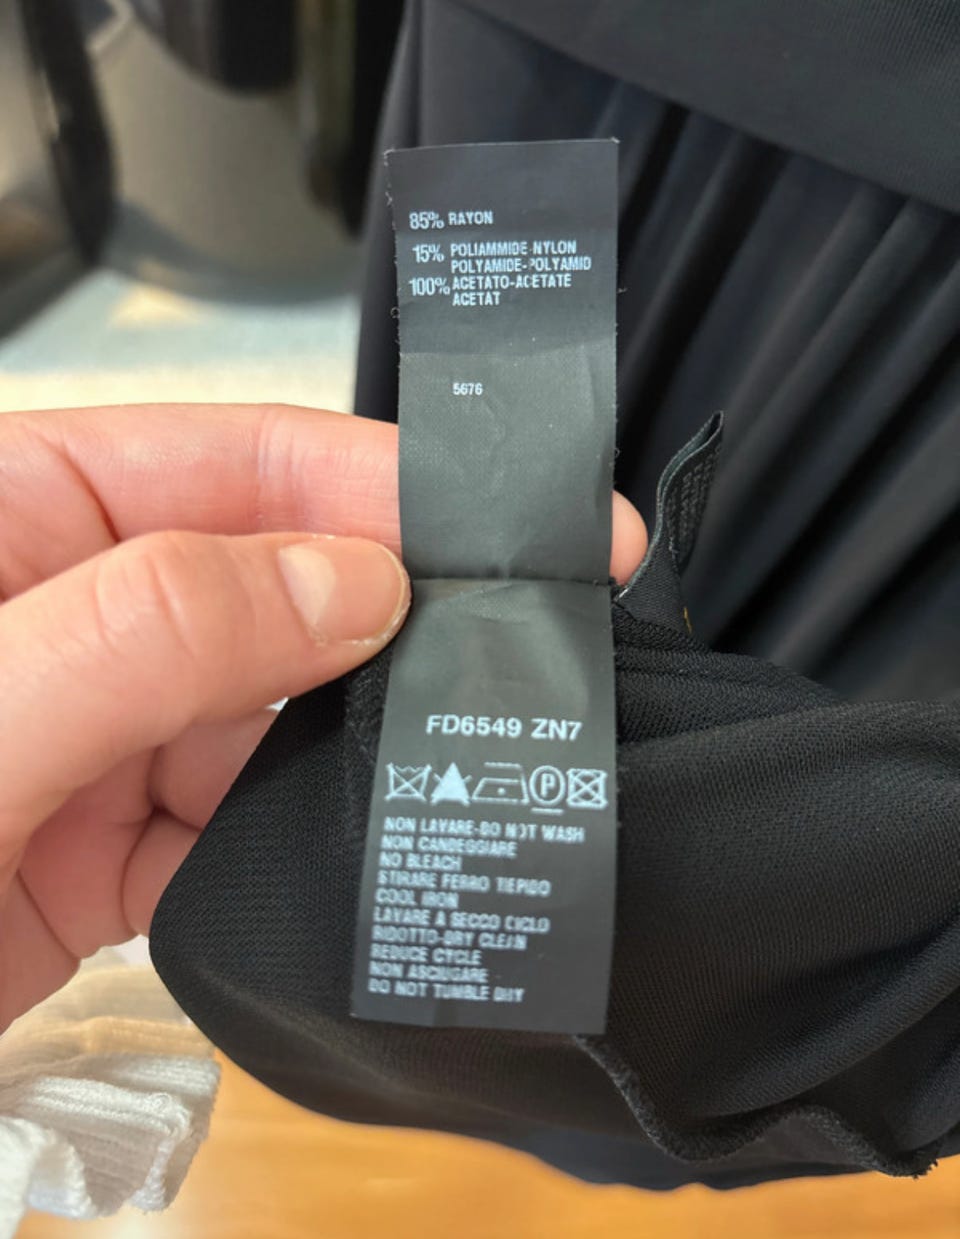 85% RAYON
15% POLIAMMIDE-NYLON
POLYAMIDE-POLYAMID
100% ACETATO-ACETATE
ACETAT
5676
FD6549 ZN7
P
NON LAVARE-DO NOT WASH
NON CANDEGGIARE
NO BLEACH
STIRARE FERRO TIEPIDO
COOL IRON
LAVARE A SECCO CICLO
RIDOTTO-DRY CLEAN
REDUCE CYCLE
NON ASCIUGARE
DO NOT TUMBLE DRY